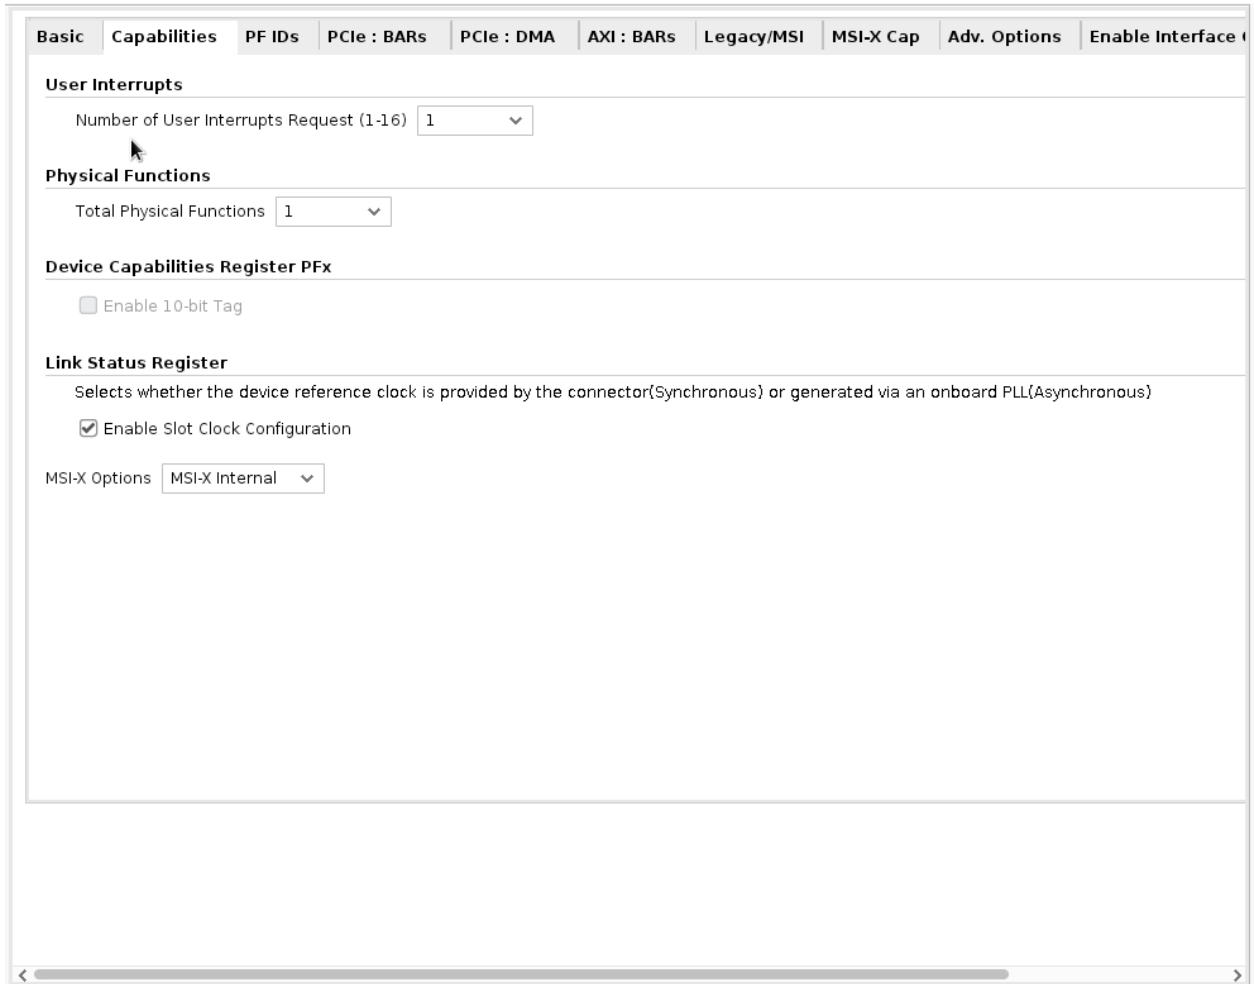 Basic Capabilities PF IDs PCIe : BARs PCIe : DMA AXI : BARs Legacy/MSI MSI-X Cap Adv. Options Enable Interface
User Interrupts
Number of User Interrupts Request (1-16) 1
Physical Functions
Total Physical Functions 1
Device Capabilities Register PFx
Enable 10-bit Tag
Link Status Register
Selects whether the device reference clock is provided by the connector(Synchronous) or generated via an onboard PLL(Asynchronous)
Enable Slot Clock Configuration
MSI-X Options MSI-X Internal